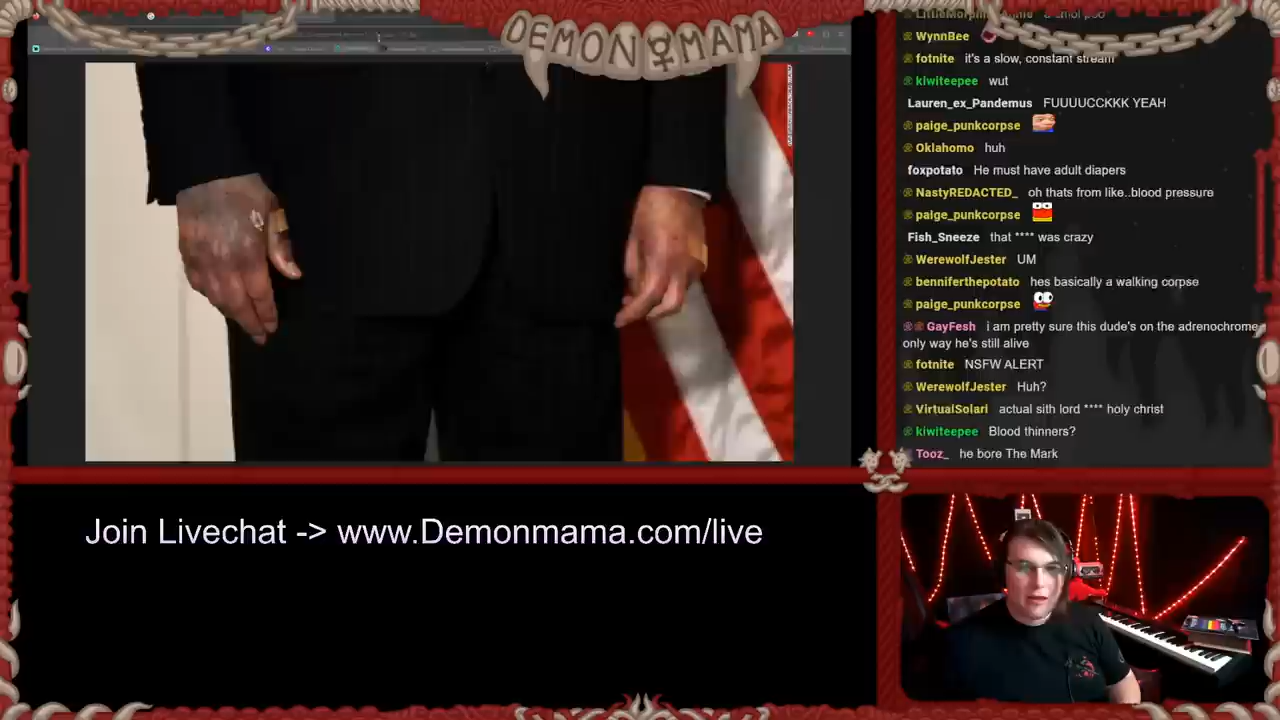 DEMON MAMA
WynnBee
fotnite it's a slow, constant stream
kiwiteepee wut
Lauren_ex_Pandemus FUUUUCCKKK YEAH
paige_punkcorpse
Oklahomo huh
foxpotato He must have adult diapers
NastyREDACTED_ oh thats from like..blood pressure
paige_punkcorpse
Fish_Sneeze that **** was crazy
WerewolfJester UM
benniferthepotato hes basically a walking corpse
paige_punkcorpse
GayFesh i am pretty sure this dude's on the adrenochrome
only way he's still alive
fotnite NSFW ALERT
WerewolfJester Huh?
VirtualSolari actual sith lord **** holy christ
kiwiteepee Blood thinners?
Tooz_ he bore The Mark
Join Livechat -> www.Demonmama.com/live